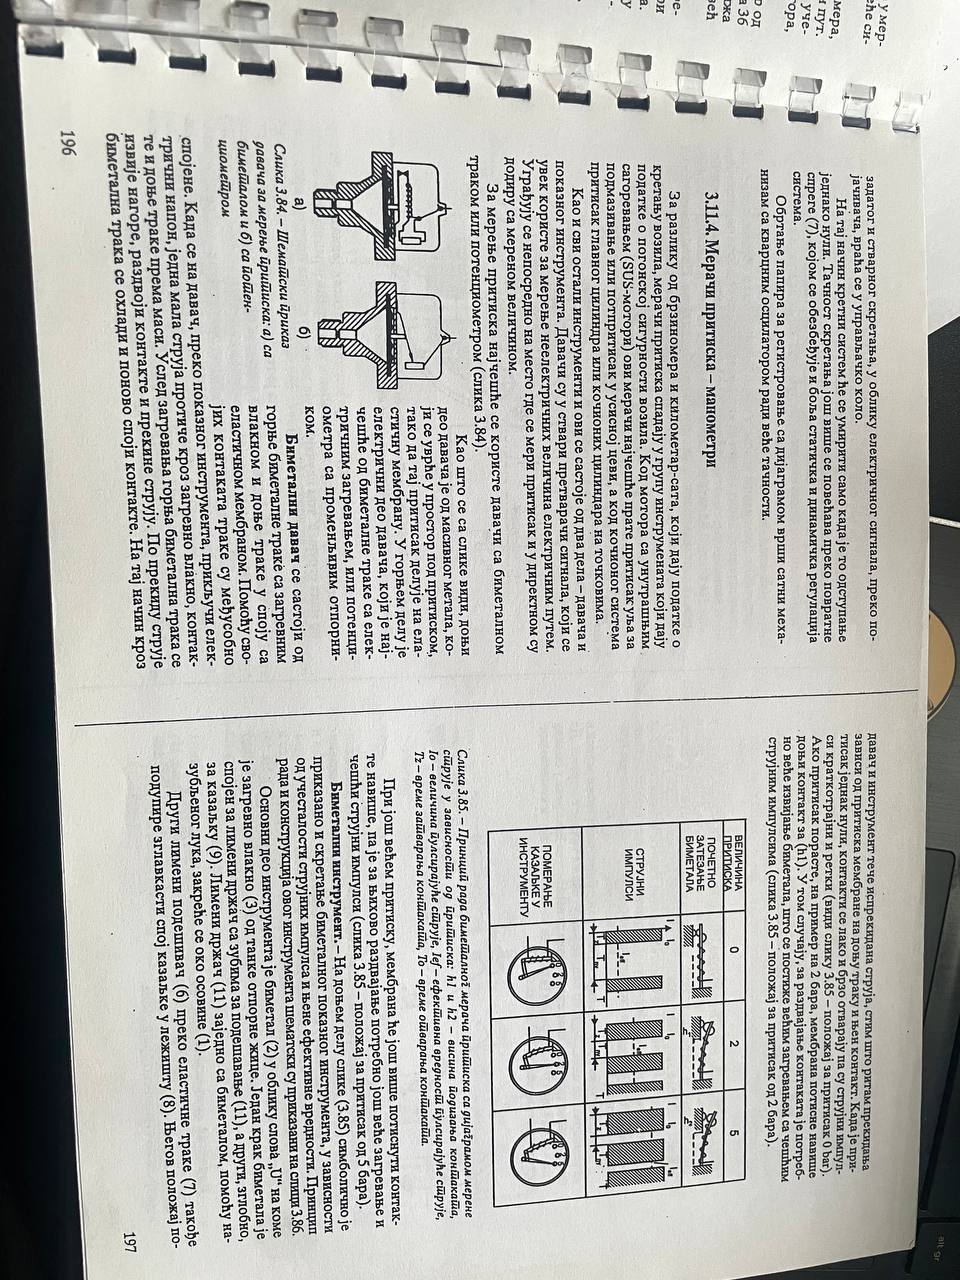 у мер-
еће си-
мера,
и пут.
уче-
гора,
р од
а 36
ржа
већ
ре-
ри
а.
у
-.
задатог и стварног скретања, у облику електричног сигнала, преко по-
јачивача, враћа се у управљачко коло.
На тај начин кретни систем ће се умирити само када је то одступање
једнако нули. Тачност скретања још више се повећава преко повратне
спреге (7), којом се обезбеђује и боља статичка и динамичка регулација
система.
Обртање папира за регистровање са дијаграмом врши сатни меха-
низам са кварцним осцилатором ради веће тачности.
3.11.4. Мерачи притиска – манометри
За разлику од брзиномера и километар-сата, који дају податке о
кретању возила, мерачи притиска спадају у групу инструмената који дају
податке о погонској сигурности возила. Код мотора са унутрашњим
сагоревањем (SUS-мотори) ови мерачи најчешће прате притисак уља за
подмазивање или потпритисак у усисној цеви, а код кочионог система
притисак главног цилиндра или кочионих цилиндара на точковима.
Као и сви остали инструменти и ови се састоје од два дела – давача и
показног инструмента. Давачи су у ствари претварачи сигнала, који се
увек користе за мерење неелектричних величина електричним путем.
Уграђују се непосредно на место где се мери притисак и у директном су
додиру са мереном величином.
За мерење притиска најчешће се користе давачи са биметалном
траком или потенциометром (слика 3.84).
а)
б)
Слика 3.84. – Шематски приказ
давача за мерење притиска а) са
биметалом и б) са потен-
циометром
Као што се са слике види, доњи
део давача је од масивног метала, ко-
ји се уврће у простор под притиском,
тако да тај притисак делује на ела-
стичну мембрану. У горњем делу је
електрични део давача, који је нај-
чешће од биметалне траке са елек-
тричним загревањем, или потенци-
ометра са променљивим отпорни-
ком.
Биметални давач се састоји од
горње биметалне траке са загревним
влакном и доње траке у споју са
еластичном мембраном. Помоћу сво-
јих контаката траке су међусобно
спојене. Када се на давач, преко показног инструмента, прикључи елек-
трични напон, једна мала струја протиче кроз загревно влакно, контак-
те и доње траке према маси. Услед загревања горња биметална трака се
извије нагоре, раздвоји контакте и прекине струју. По прекиду струје
биметална трака се охлади и поново споји контакте. На тај начин кроз
196
давач и инструмент тече испрекидана струја, с тим што ритам прекидања
зависи од притиска мембране на доњу траку и њен контакт. Када је при-
тисак једнак нули, контакти се лако и брзо отварају па су струјни импул-
си краткотрајни и ретки (види слику 3.85 – положај за притисак 0 bar).
Ако притисак порасте, на пример на 2 бара, мембрана потисне навише
доњи контакт за (h1). У том случају, за раздвајање контаката је потреб-
но веће извијање биметала, што се постиже већим загревањем са чешћим
струјним импулсима (слика 3.85 – положај за притисак од 2 бара).
ВЕЛИЧИНА
ПРИТИСКА
0
2
5
ПОЧЕТНО
ЗАТЕЗАЊЕ
БИМЕТАЛА
СТРУЈНИ
ИМПУЛСИ
ПОМЕРАЊЕ
КАЗАЉКЕ У
ИНСТРУМЕНТУ
Слика 3.85. – Принцип рада биметалног мерача притиска са дијаграмом мерене
струје у зависности од притиска: h1 и h2 – висина подизања контаката,
Io – величина пулсирајуће струје, Ief – ефективна вредност пулсирајуће струје,
Tz – време затварања контаката, To – време отварања контаката.
При још већем притиску, мембрана ће још више потиснути контак-
те навише, па је за њихово раздвајање потребно још веће загревање и
чешћи струјни импулси (слика 3.85 – положај за притисак од 5 бара).
Биметални инструмент. – На доњем делу слике (3.85) симболично је
приказано и скретање биметалног показног инструмента, у зависности
од учесталости струјних импулса и њене ефективне вредности. Принцип
рада и конструкција овог инструмента шематски су приказани на слици 3.86.
Основни део инструмента је биметал (2) у облику слова „U“ на коме
је загревно влакно (3) од танке отпорне жице. Један крак биметала је
спојен за лимени држач са зубима за подешавање (11), а други, зглобно,
за казаљку (9). Лимени држач (11) заједно са биметалом, помоћу на-
зубљеног лука, закреће се око осовине (1).
Други лимени подешивач (6) преко еластичне траке (7) такође
подупире зглавкасти спој казаљке у лежишту (8). Његов положај по-
197
alt gr